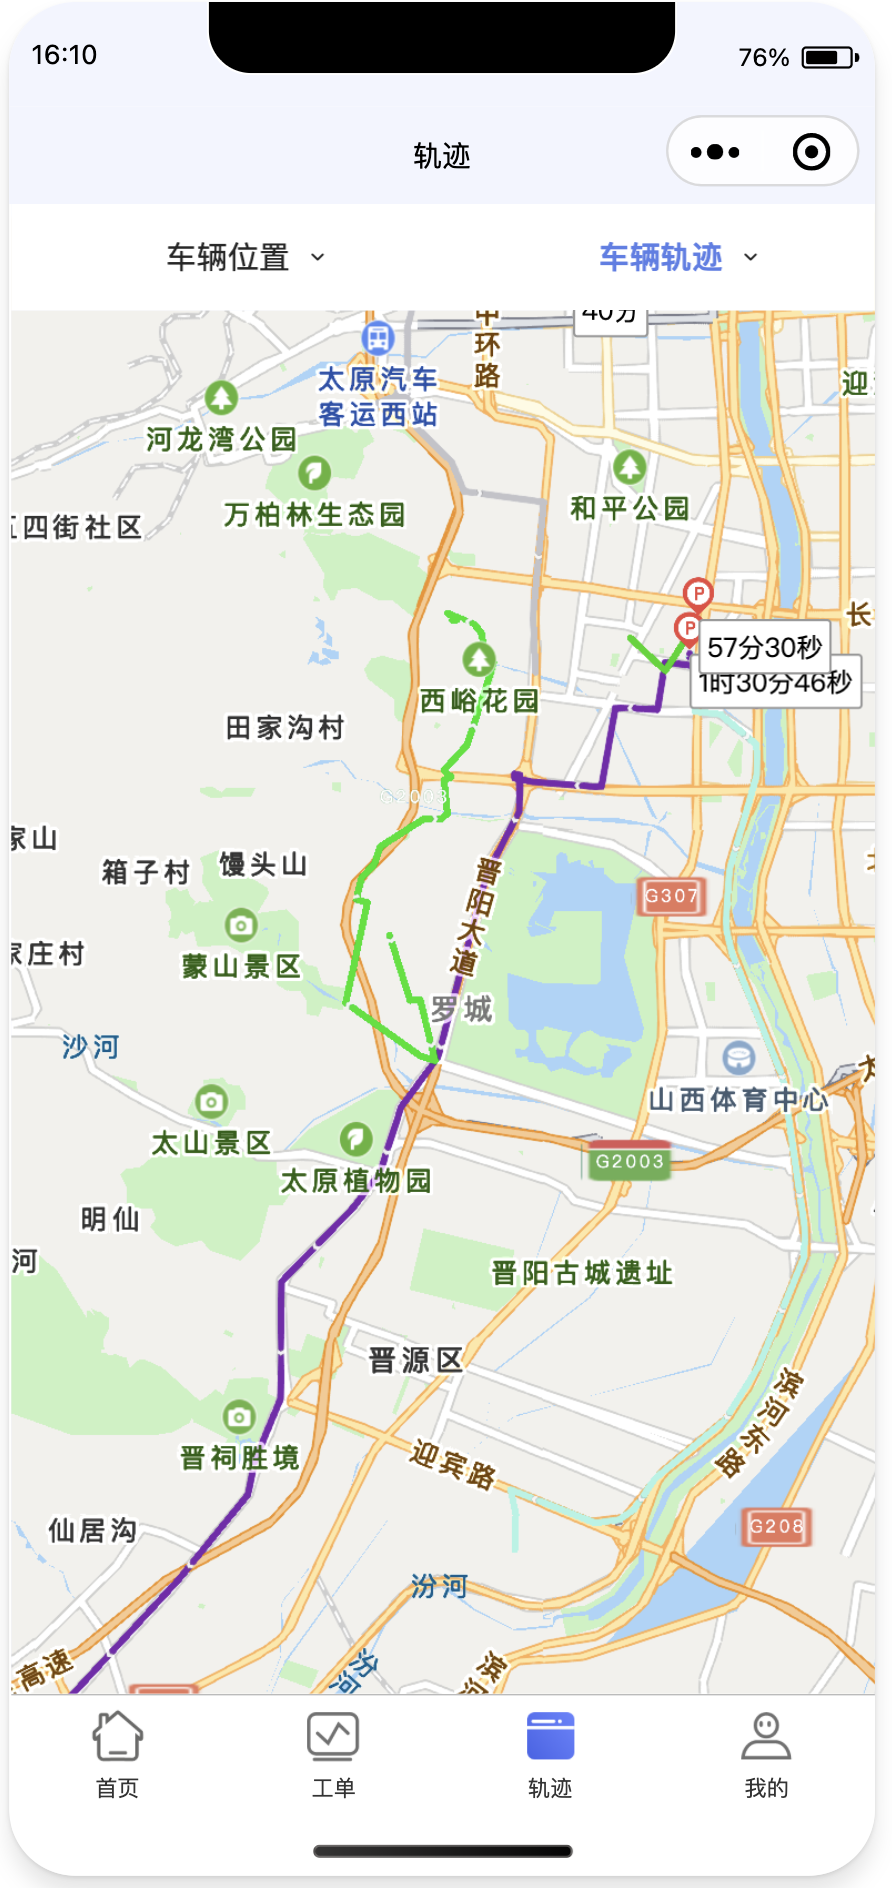 16:10
76%
轨迹
车辆位置
车辆轨迹
40分
中环路
太原汽车
客运西站
迎
河龙湾公园
万柏林生态园
和平公园
五四街社区
P
P
长
57分30秒
1时30分46秒
西峪花园
田家沟村
G2003
家山
箱子村
馒头山
晋阳大道
G307
家庄村
蒙山景区
罗城
沙河
山西体育中心
太山景区
G2003
太原植物园
明仙
河
晋阳古城遗址
晋源区
滨河东路
晋祠胜境
迎宾路
仙居沟
G208
汾河
高速
汾河
滨河
首页
工单
轨迹
我的